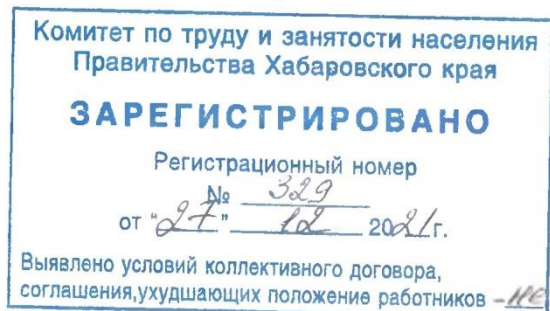 Комитет по труду и занятости населения
Правительства Хабаровского края
ЗАРЕГИСТРИРОВАНО
Регистрационный номер
№ 329
от "27" 12 2021г.
Выявлено условий коллективного договора,
соглашения,ухудшающих положение работников - не